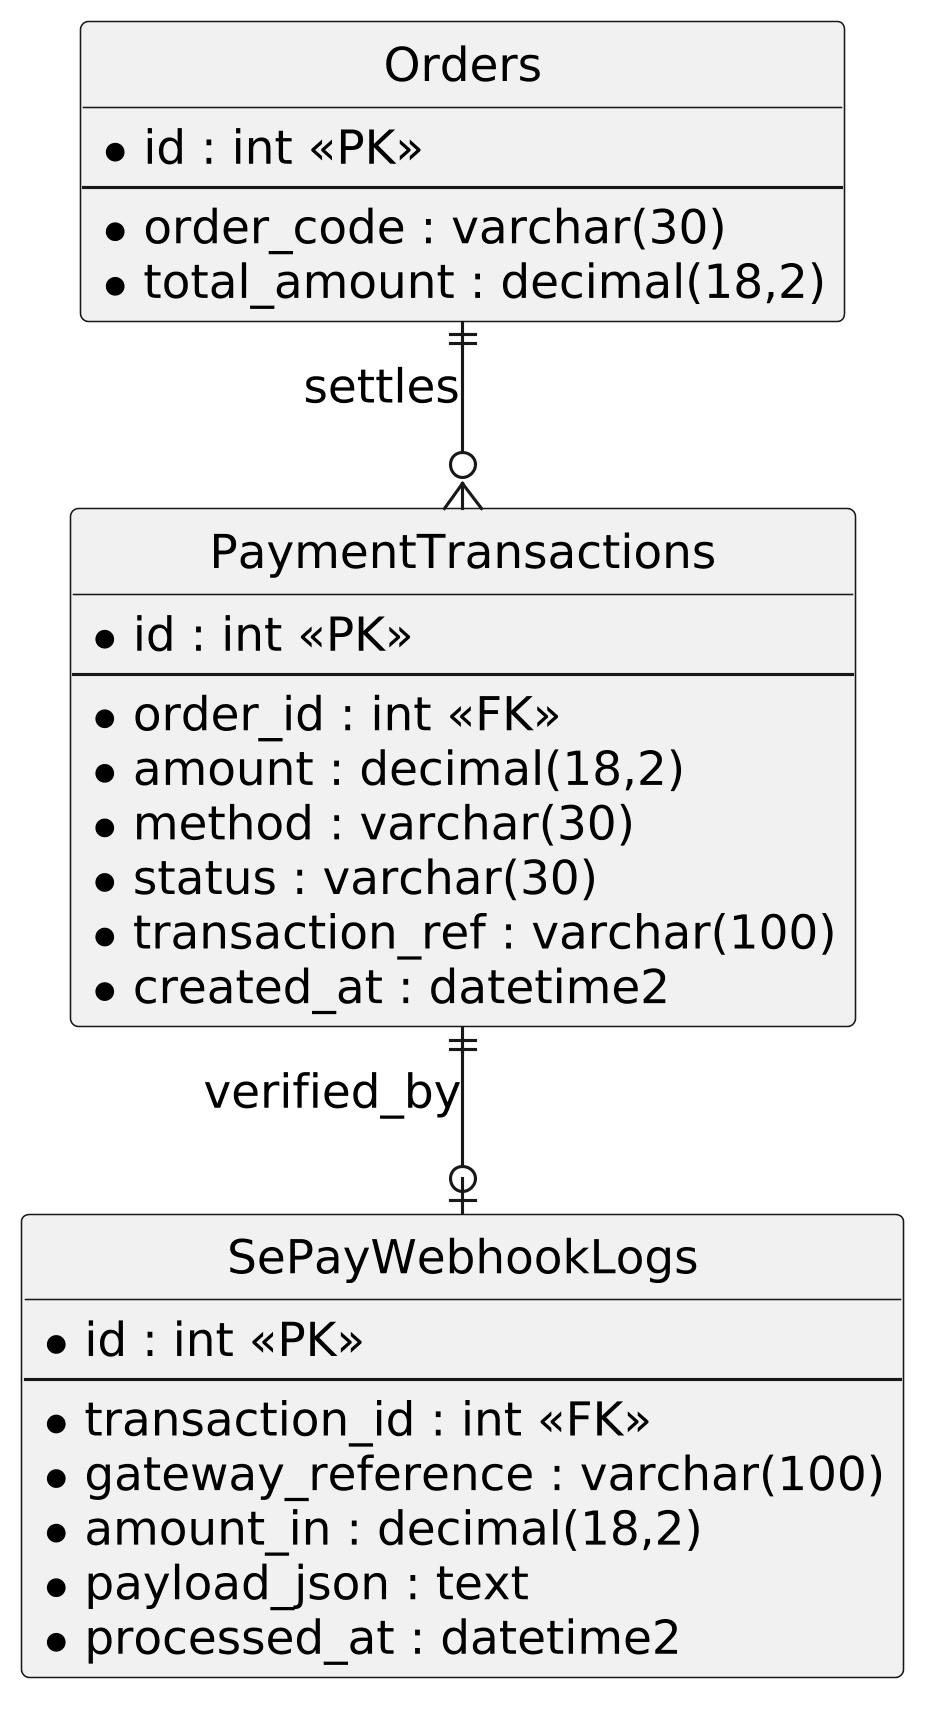 Orders
id : int «PK»
order_code : varchar(30)
total_amount : decimal(18,2)
settles
PaymentTransactions
id : int «PK»
order_id : int «FK»
amount : decimal(18,2)
method : varchar(30)
status : varchar(30)
transaction_ref : varchar(100)
created_at : datetime2
verified_by
SePayWebhookLogs
id : int «PK»
transaction_id : int «FK»
gateway_reference : varchar(100)
amount_in : decimal(18,2)
payload_json : text
processed_at : datetime2